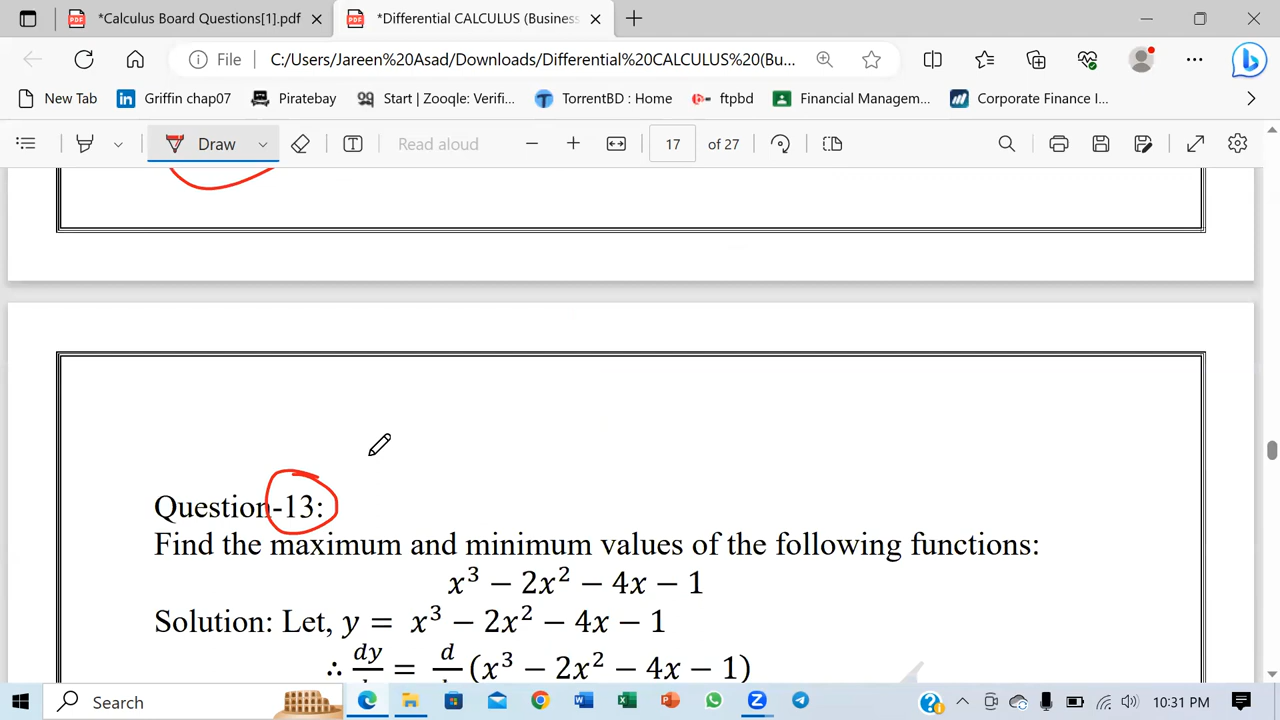 *Calculus Board Questions[1].pdf
*Differential CALCULUS (Business
File C:/Users/Jareen%20Asad/Downloads/Differential%20CALCULUS%20(Bu...
New Tab Griffin chap07 Piratebay Start | Zooqle: Verifi... TorrentBD : Home ftpbd Financial Managem... Corporate Finance I...
Draw Read aloud 17 of 27
Question-13:
Find the maximum and minimum values of the following functions:
x³ − 2x² − 4x − 1
Solution: Let, y = x³ − 2x² − 4x − 1
∴ dy = d (x³ − 2x² − 4x − 1)
Search 10:31 PM